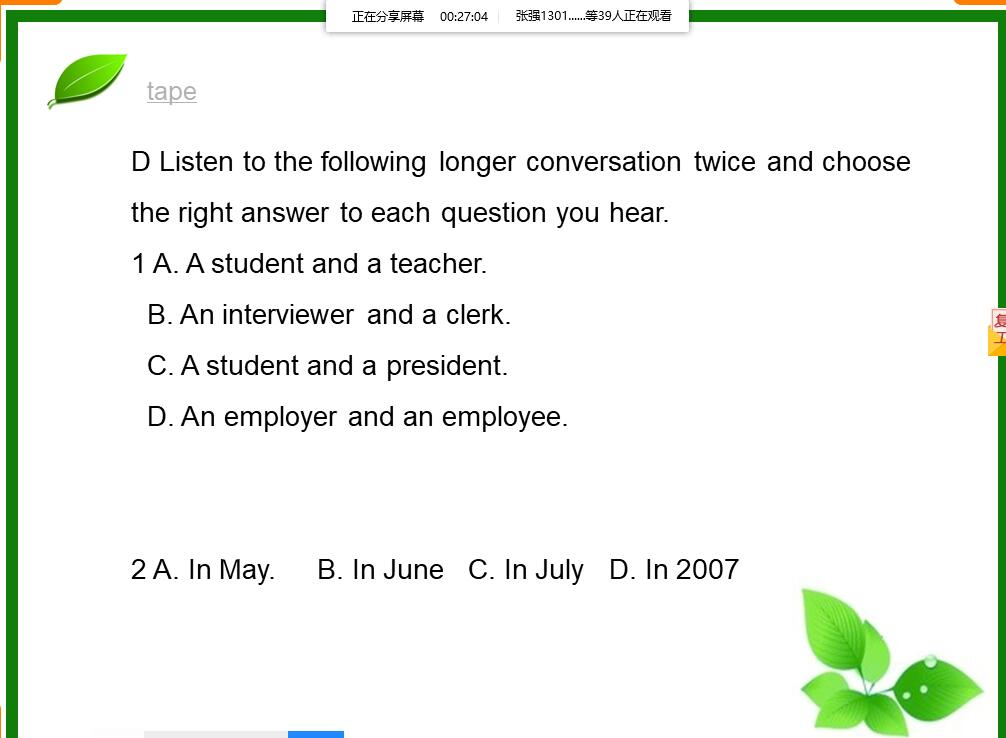 正在分享屏幕 00:27:04 张强1301......等39人正在观看
tape
D Listen to the following longer conversation twice and choose
the right answer to each question you hear.
1 A. A student and a teacher.
B. An interviewer and a clerk.
C. A student and a president.
D. An employer and an employee.
2 A. In May. B. In June C. In July D. In 2007